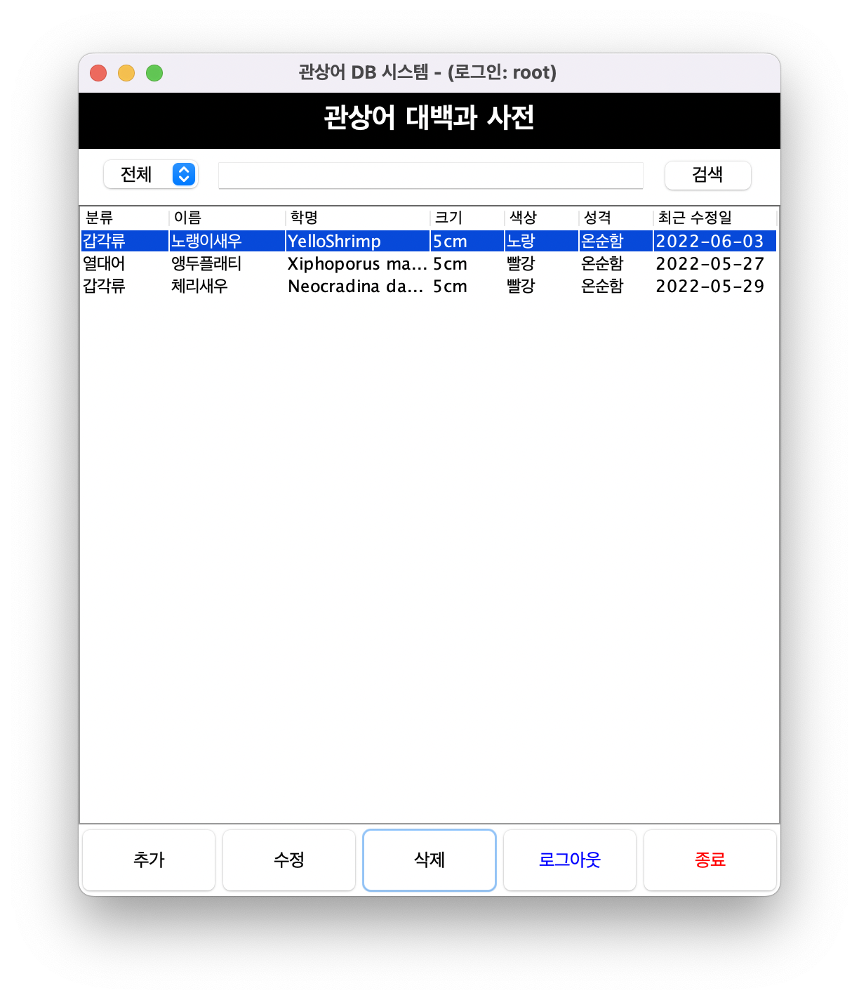 관상어 DB 시스템 - (로그인: root)
관상어 대백과 사전
전체 검색
분류 이름 학명 크기 색상 성격 최근 수정일
갑각류 노랭이새우 YelloShrimp 5cm 노랑 온순함 2022-06-03
열대어 앵두플래티 Xiphoporus ma... 5cm 빨강 온순함 2022-05-27
갑각류 체리새우 Neocradina da... 5cm 빨강 온순함 2022-05-29
추가 수정 삭제 로그아웃 종료